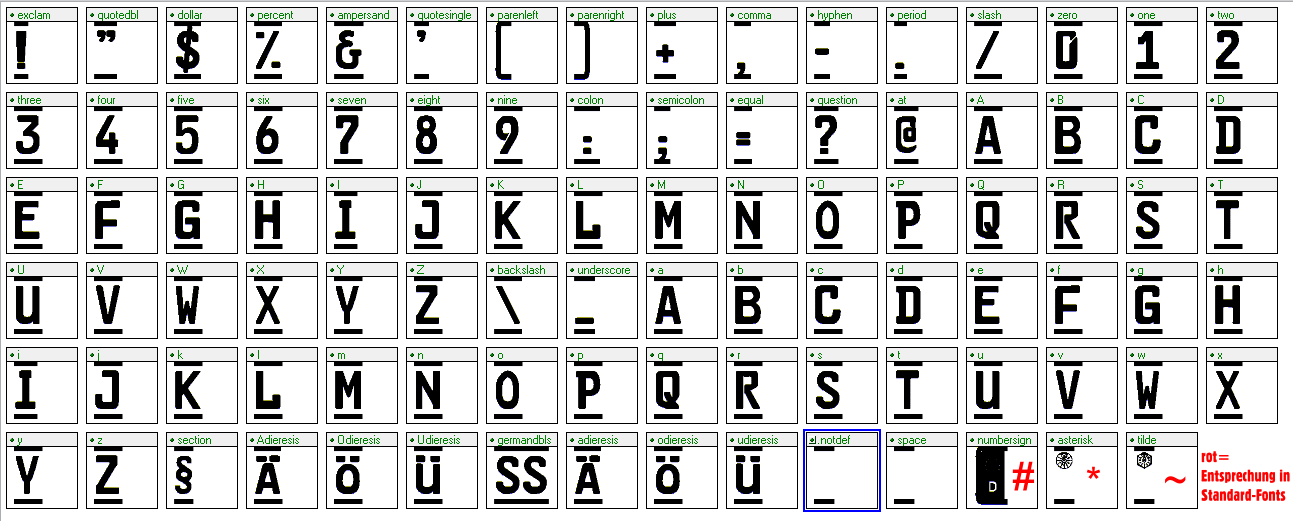 exclam quotedbl dollar percent ampersand quotesingle parenleft parenright plus comma hyphen period slash zero one two
! " $ % & ' ( ) + , - . / 0 1 2
three four five six seven eight nine colon semicolon equal question at A B C D
3 4 5 6 7 8 9 : ; = ? @ A B C D
E F G H I J K L M N O P Q R S T
E F G H I J K L M N O P Q R S T
U V W X Y Z backslash underscore a b c d e f g h
U V W X Y Z \ _ A B C D E F G H
i j k l m n o p q r s t u v w x
I J K L M N O P Q R S T U V W X
y z section Adieresis Odieresis Udieresis germandbls adieresis odieresis udieresis .notdef space numbersign asterisk tilde
Y Z § Ä Ö Ü SS Ä Ö Ü D # * ~
rot=
Entsprechung in
Standard-Fonts